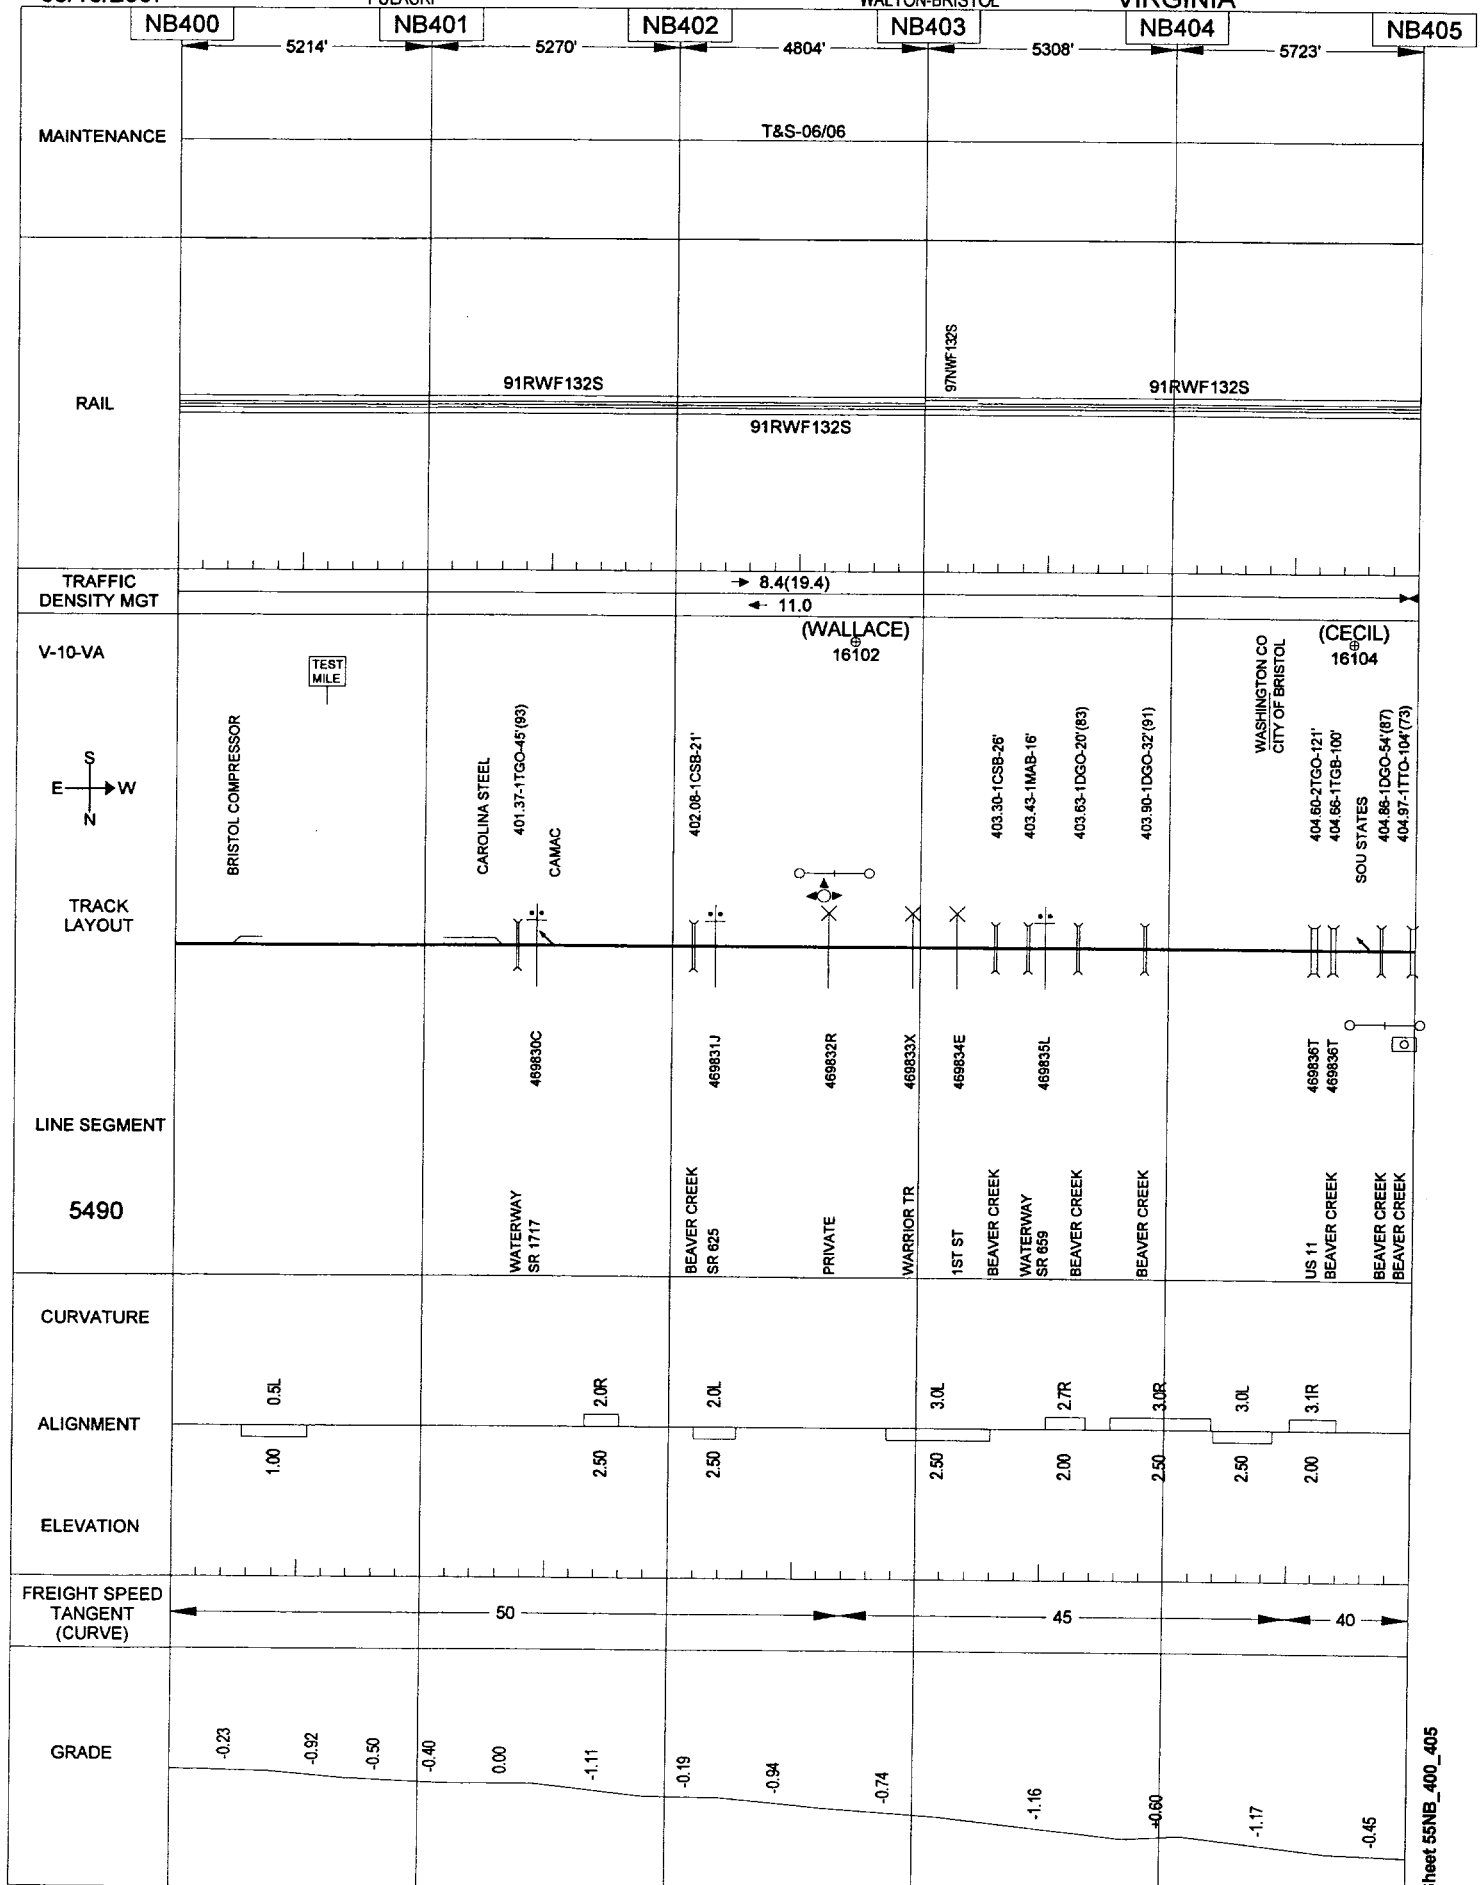 WALTON-BRISTOL
VIRGINIA
NB400
NB401
NB402
NB403
NB404
NB405
5214'
5270'
4804'
5308'
5723'
MAINTENANCE
T&S-06/06
RAIL
91RWF132S
97NWF132S
91RWF132S
91RWF132S
TRAFFIC
DENSITY MGT
8.4(19.4)
11.0
V-10-VA
TEST
MILE
(WALLACE)
16102
(CECIL)
16104
WASHINGTON CO
CITY OF BRISTOL
S
E W
N
BRISTOL COMPRESSOR
CAROLINA STEEL
401.37-1TGO-45'(93)
CAMAC
402.08-1CSB-21'
403.30-1CSB-26'
403.43-1MAB-16'
403.63-1DGO-20'(83)
403.90-1DGO-32'(91)
404.60-2TGO-121'
404.66-1TGB-100'
SOU STATES
404.86-1DGO-54'(87)
404.97-1TTO-104'(73)
TRACK
LAYOUT
469830C
469831J
469832R
469833X
469834E
469835L
469836T
469836T
LINE SEGMENT
5490
WATERWAY
SR 1717
BEAVER CREEK
SR 625
PRIVATE
WARRIOR TR
1ST ST
BEAVER CREEK
WATERWAY
SR 659
BEAVER CREEK
BEAVER CREEK
US 11
BEAVER CREEK
BEAVER CREEK
BEAVER CREEK
CURVATURE
ALIGNMENT
0.5L
2.0R
2.0L
3.0L
2.7R
3.0R
3.0L
3.1R
1.00
2.50
2.50
2.50
2.00
2.50
2.50
2.00
ELEVATION
FREIGHT SPEED
TANGENT
(CURVE)
50
45
40
GRADE
-0.23
-0.92
-0.50
-0.40
0.00
-1.11
-0.19
-0.94
-0.74
-1.16
+0.60
-1.17
-0.45
heet 55NB_400_405